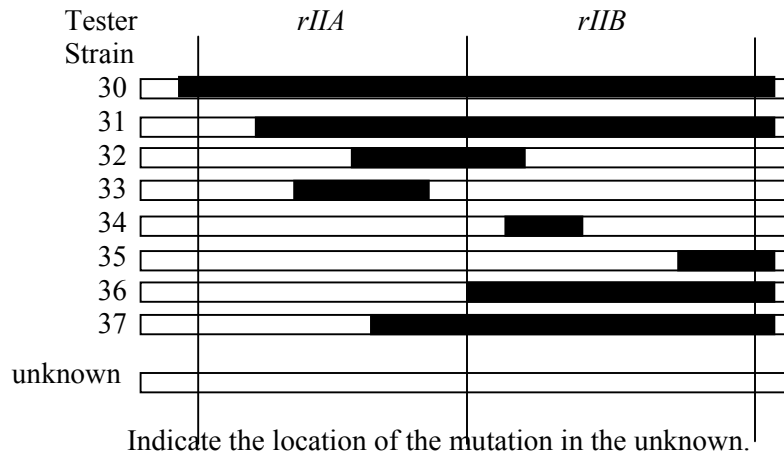 Tester rIIA rIIB
Strain
30
31
32
33
34
35
36
37
unknown
Indicate the location of the mutation in the unknown.